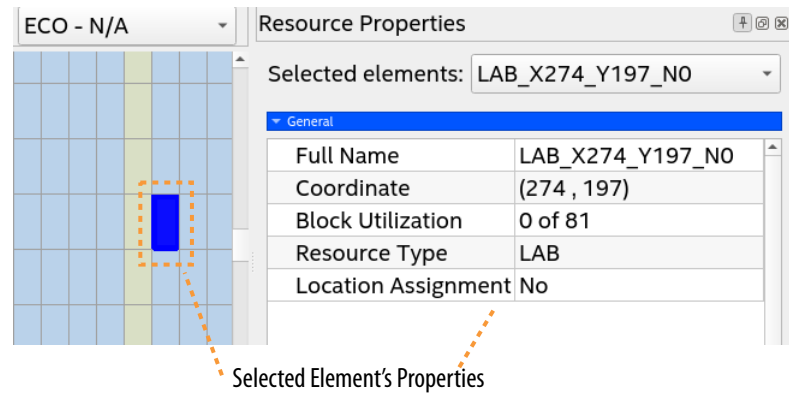 ECO - N/A
Resource Properties
Selected elements: LAB_X274_Y197_N0
General
Full Name LAB_X274_Y197_N0
Coordinate (274 , 197)
Block Utilization 0 of 81
Resource Type LAB
Location Assignment No
Selected Element's Properties